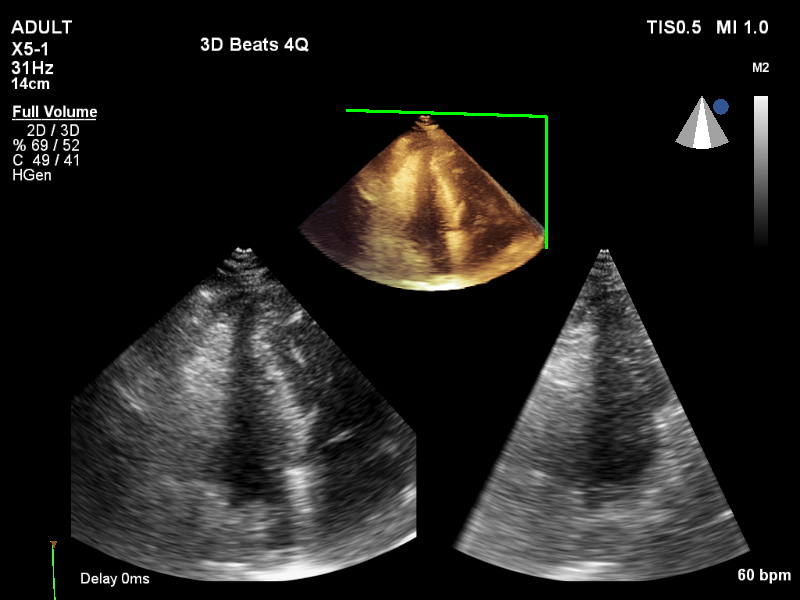 ADULT
X5-1
31Hz
14cm
Full Volume
2D / 3D
% 69 / 52
C 49 / 41
HGen
3D Beats 4Q
TIS0.5 MI 1.0
M2
Delay 0ms
60 bpm